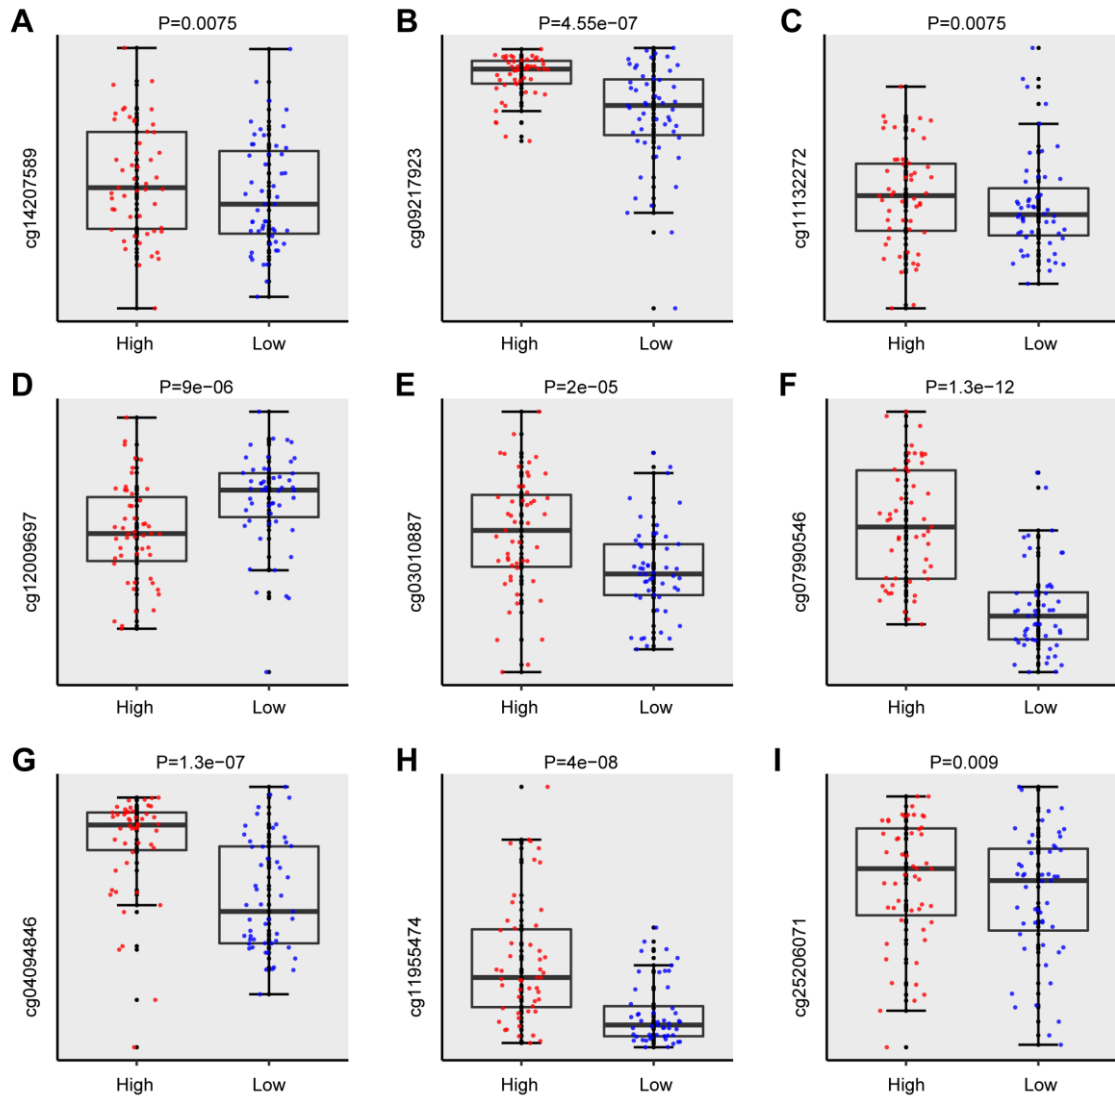 A
P=0.0075
cg14207589
High Low
B
P=4.55e−07
cg09217923
High Low
C
P=0.0075
cg11132272
High Low
D
P=9e−06
cg12009697
High Low
E
P=2e−05
cg03010887
High Low
F
P=1.3e−12
cg07990546
High Low
G
P=1.3e−07
cg04094846
High Low
H
P=4e−08
cg11955474
High Low
I
P=0.009
cg25206071
High Low